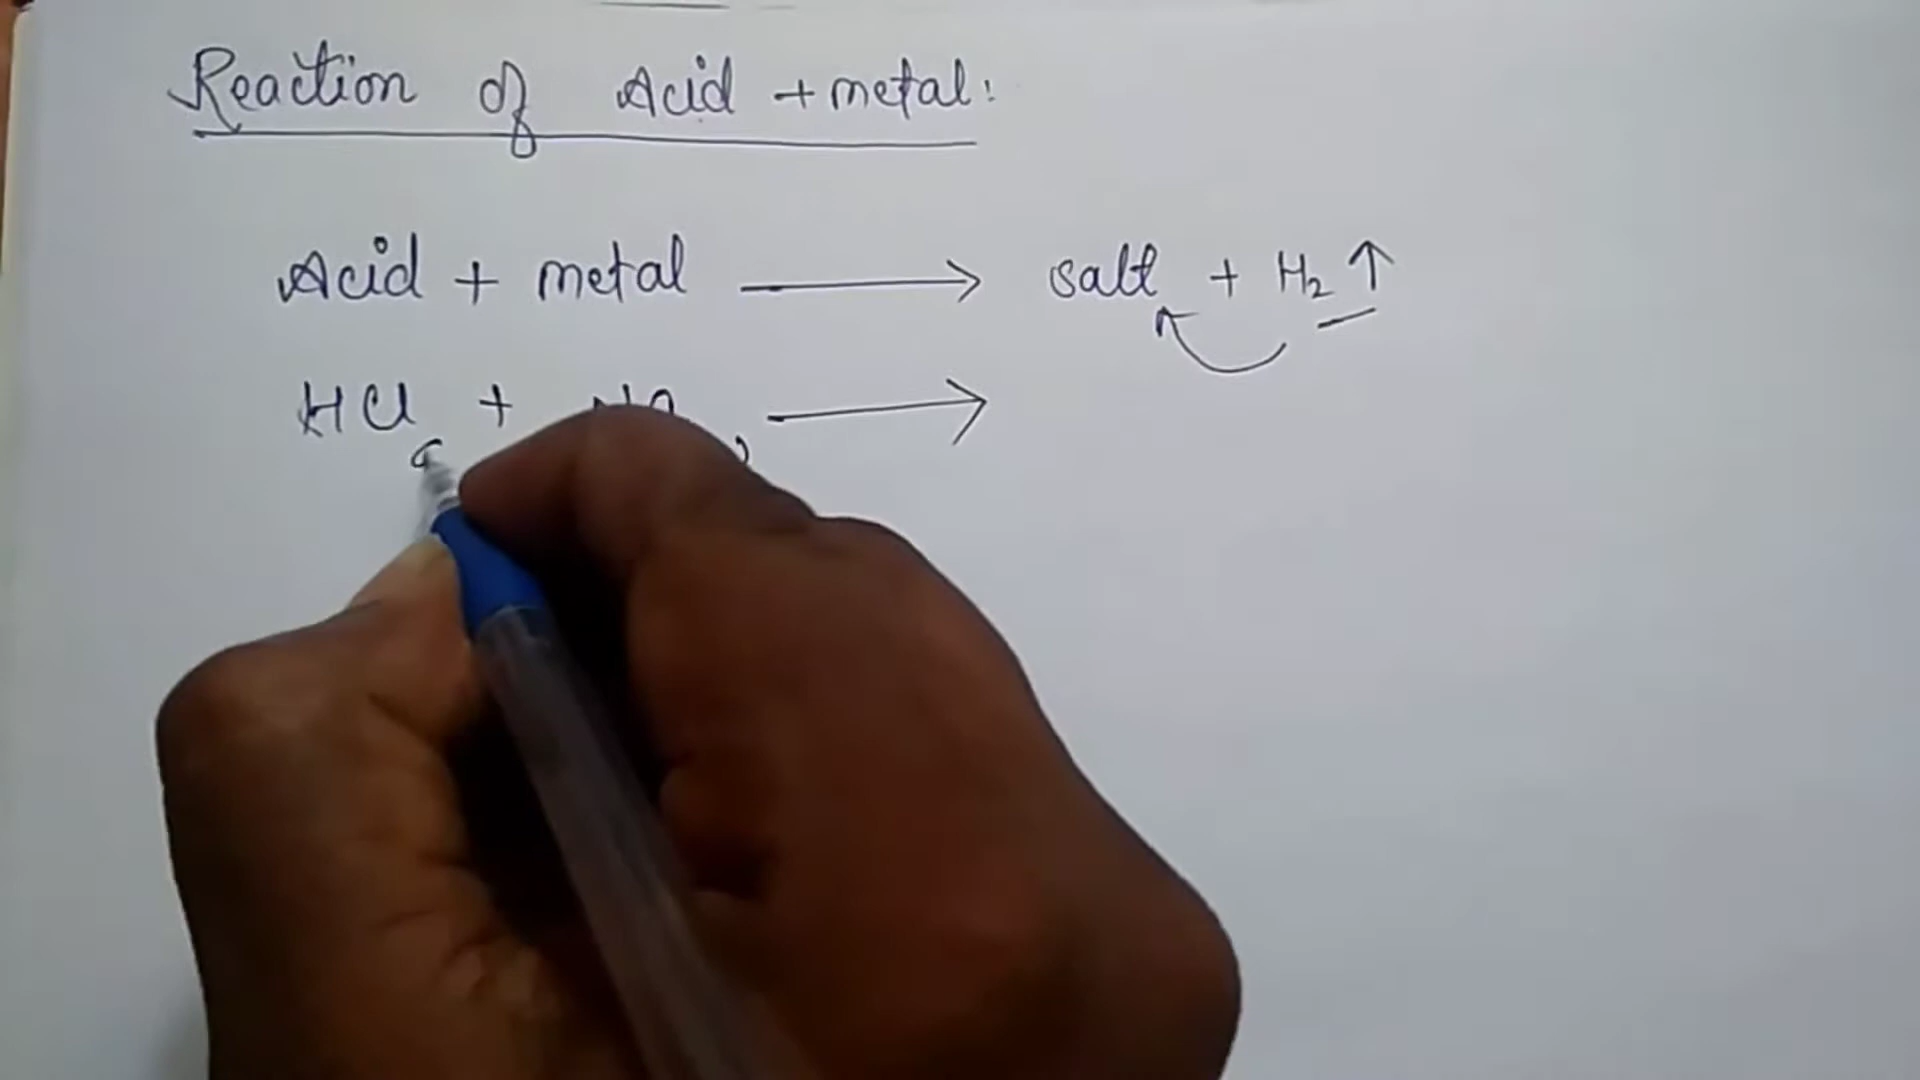 Reaction of Acid + metal:
Acid + metal → salt + H₂ ↑
HCl + →